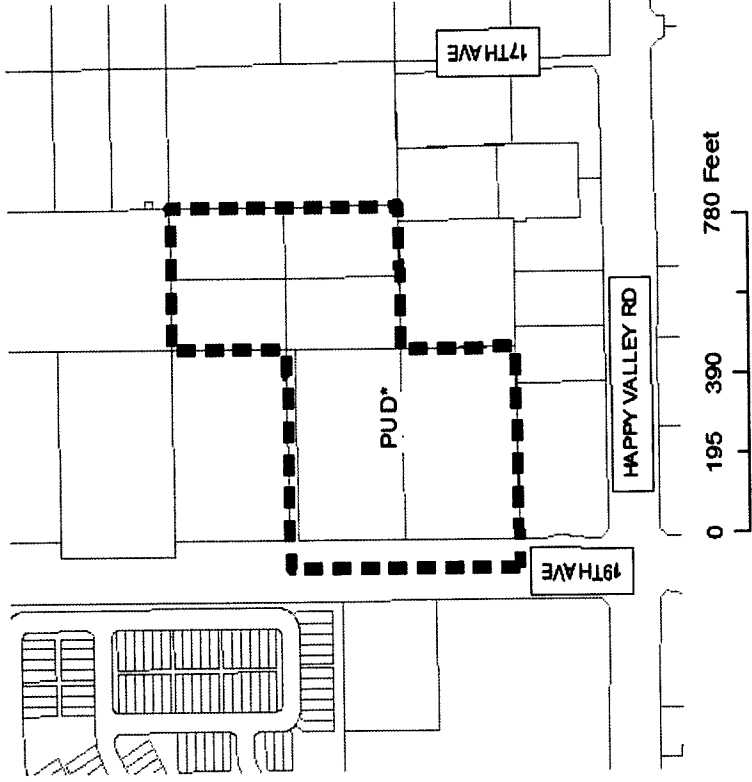 17TH AVE
PUD*
HAPPY VALLEY RD
19TH AVE
0 195 390 780 Feet